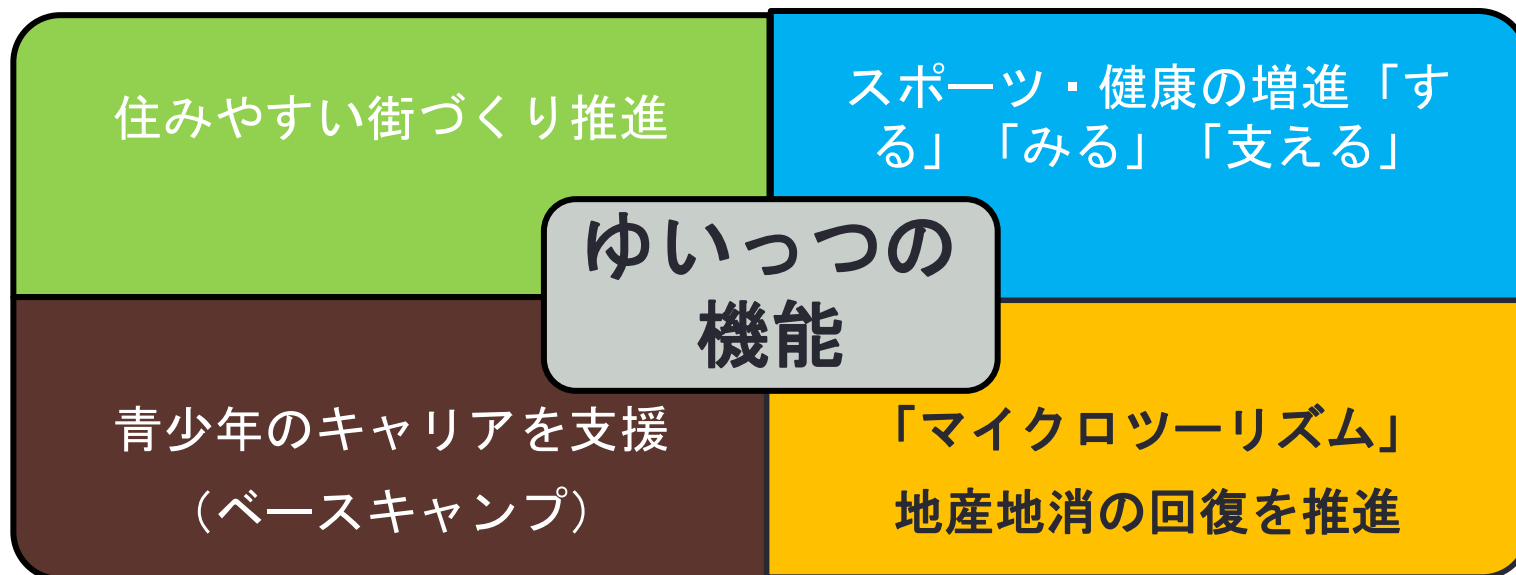 住みやすい街づくり推進
スポーツ・健康の増進「す
る」「みる」「支える」
ゆいっつの
機能
青少年のキャリアを支援
（ベースキャンプ）
「マイクロツーリズム」
地産地消の回復を推進